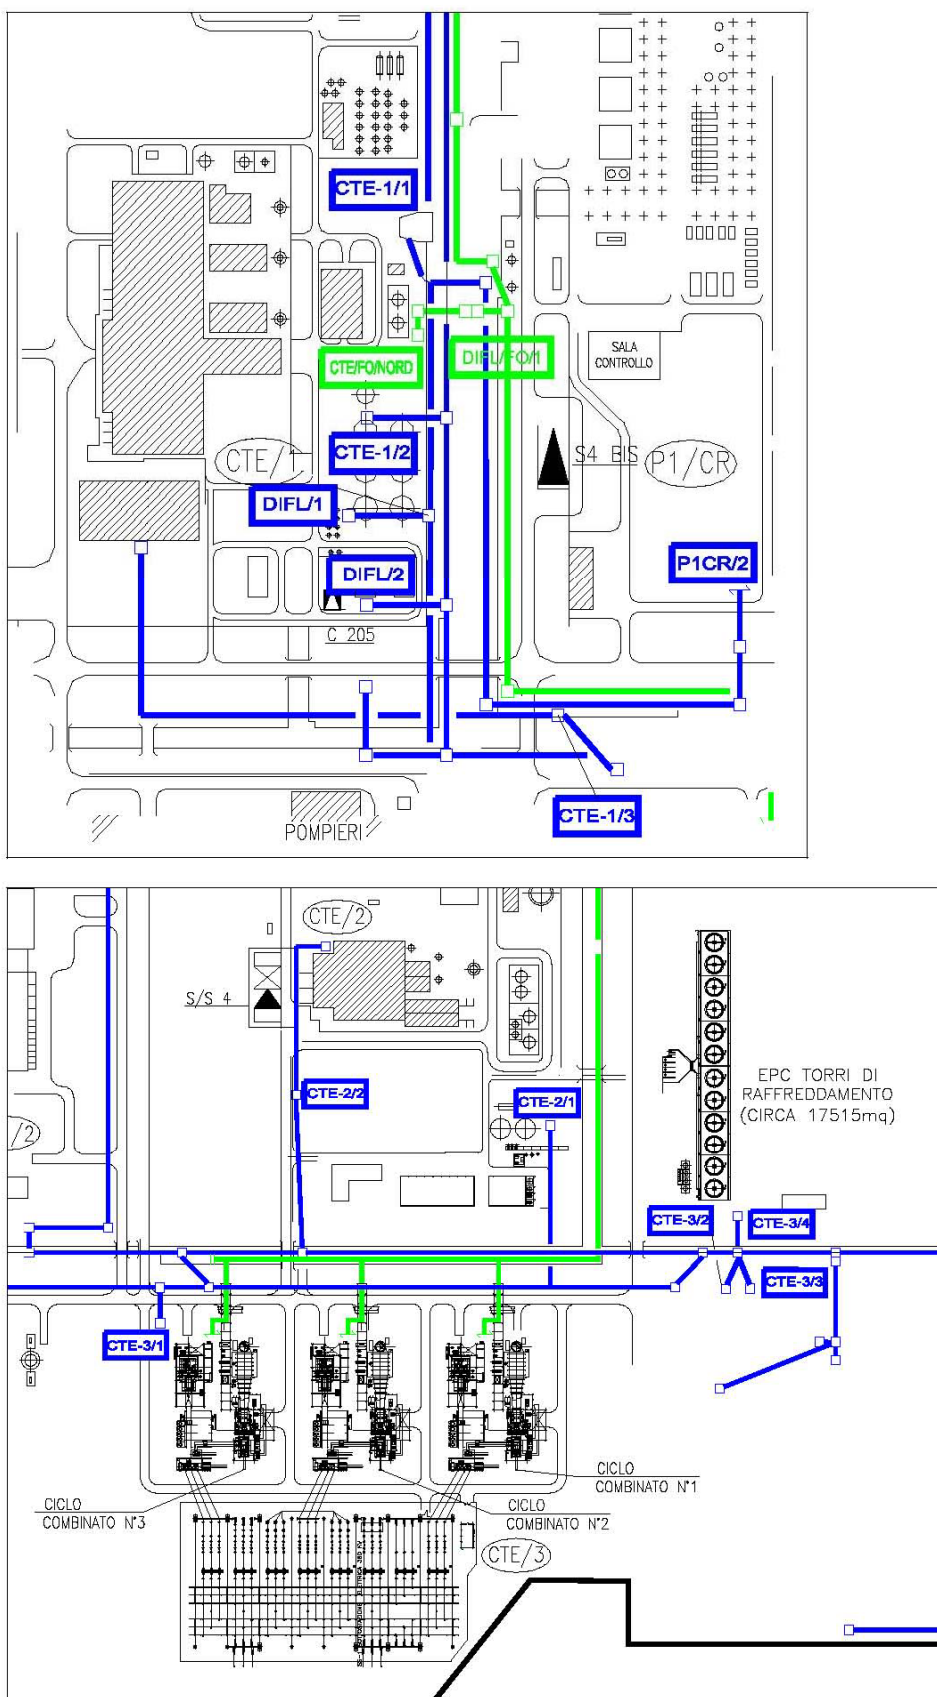 CTE-1/1
SALA
CONTROLLO
CTE/FO/NORD
DIFL/FO/1
CTE/1
CTE-1/2
S4 BIS
P1/CR
DIFL/1
DIFL/2
P1CR/2
C 205
CTE-1/3
POMPIERI
CTE/2
S/S 4
CTE-2/2
CTE-2/1
EPC TORRI DI
RAFFREDDAMENTO
(CIRCA 17515mq)
/2
CTE-3/2
CTE-3/4
CTE-3/3
CTE-3/1
CICLO
COMBINATO N°1
CICLO
COMBINATO N°3
CICLO
COMBINATO N°2
CTE/3